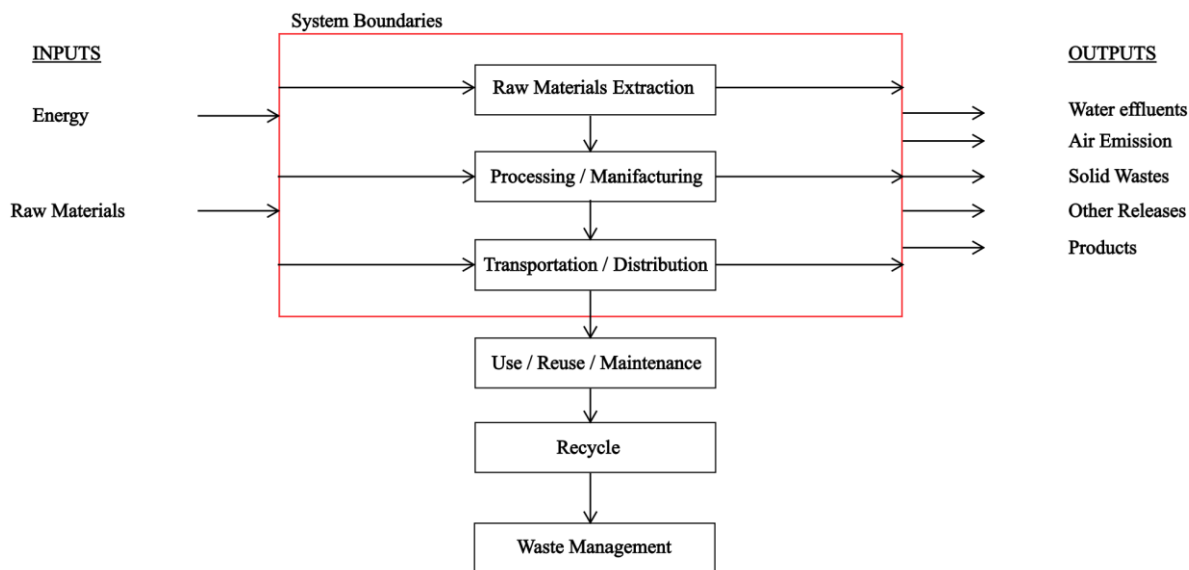 System Boundaries
INPUTS
OUTPUTS
Raw Materials Extraction
Energy
Water effluents
Air Emission
Processing / Manifacturing
Solid Wastes
Raw Materials
Other Releases
Products
Transportation / Distribution
Use / Reuse / Maintenance
Recycle
Waste Management